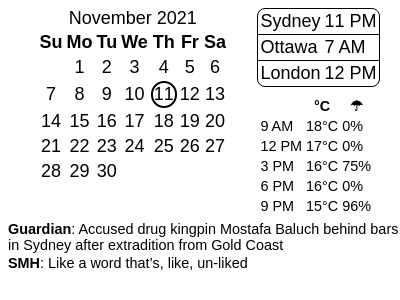 November 2021
Su Mo Tu We Th Fr Sa
1 2 3 4 5 6
7 8 9 10 11 12 13
14 15 16 17 18 19 20
21 22 23 24 25 26 27
28 29 30
Sydney 11 PM
Ottawa 7 AM
London 12 PM
°C ☂
9 AM 18°C 0%
12 PM 17°C 0%
3 PM 16°C 75%
6 PM 16°C 0%
9 PM 15°C 96%
Guardian: Accused drug kingpin Mostafa Baluch behind bars
in Sydney after extradition from Gold Coast
SMH: Like a word that’s, like, un-liked